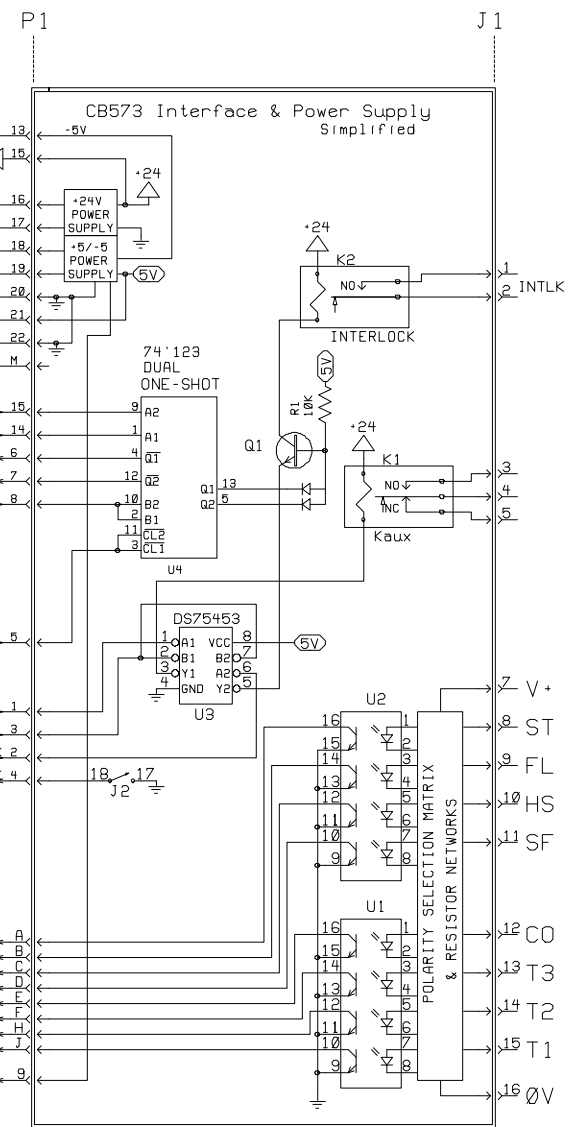 P1
J1
CB573 Interface & Power Supply
Simplified
13
-5V
15
+24
16
+24V
POWER
SUPPLY
17
18
+5/-5
POWER
SUPPLY
5V
19
20
21
22
M
+24
K2
NO
INTERLOCK
1
2
INTLK
74'123
DUAL
ONE-SHOT
5V
R1
10K
15
9
A2
14
1
A1
6
4
Q1
7
12
Q2
8
10
B2
2
B1
11
CL2
3
CL1
Q1
13
Q2
5
U4
Q1
+24
K1
NO
NC
Kaux
3
4
5
DS75453
5
1
A1
VCC
8
5V
2
B1
B2
7
3
Y1
A2
6
4
GND
Y2
5
U3
1
3
2
4
18
17
J2
U2
16
1
15
2
14
3
13
4
12
5
11
6
10
7
9
8
POLARITY SELECTION MATRIX
& RESISTOR NETWORKS
7
V+
8
ST
9
FL
10
HS
11
SF
U1
16
1
15
2
14
3
13
4
12
5
11
6
10
7
9
8
12
CO
13
T3
14
T2
15
T1
16
0V
A
B
C
D
E
F
H
J
9